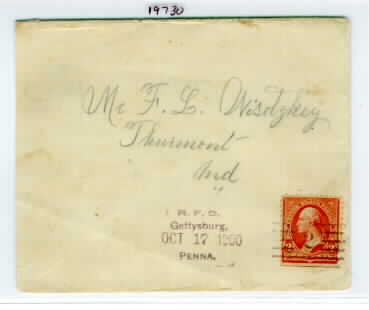 19730
Mr F. L. Wisotzkey
Thurmont
Md
R. F. D.
Gettysburg,
OCT 17 1900
PENNA.